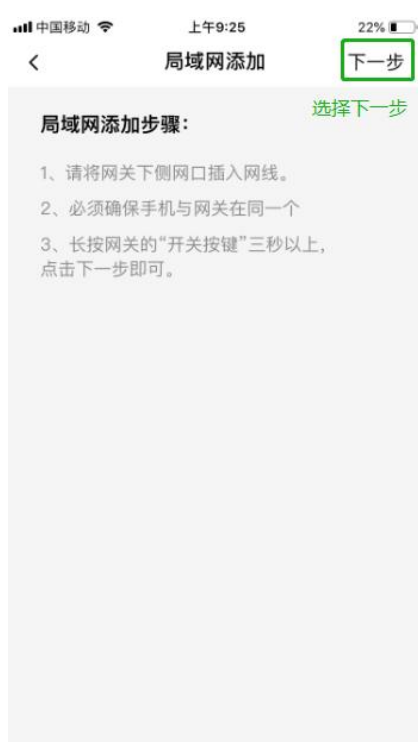 中国移动 上午9:25 22%
局域网添加 下一步
选择下一步
局域网添加步骤：
1、请将网关下侧网口插入网线。
2、必须确保手机与网关在同一个
3、长按网关的“开关按键”三秒以上，
点击下一步即可。